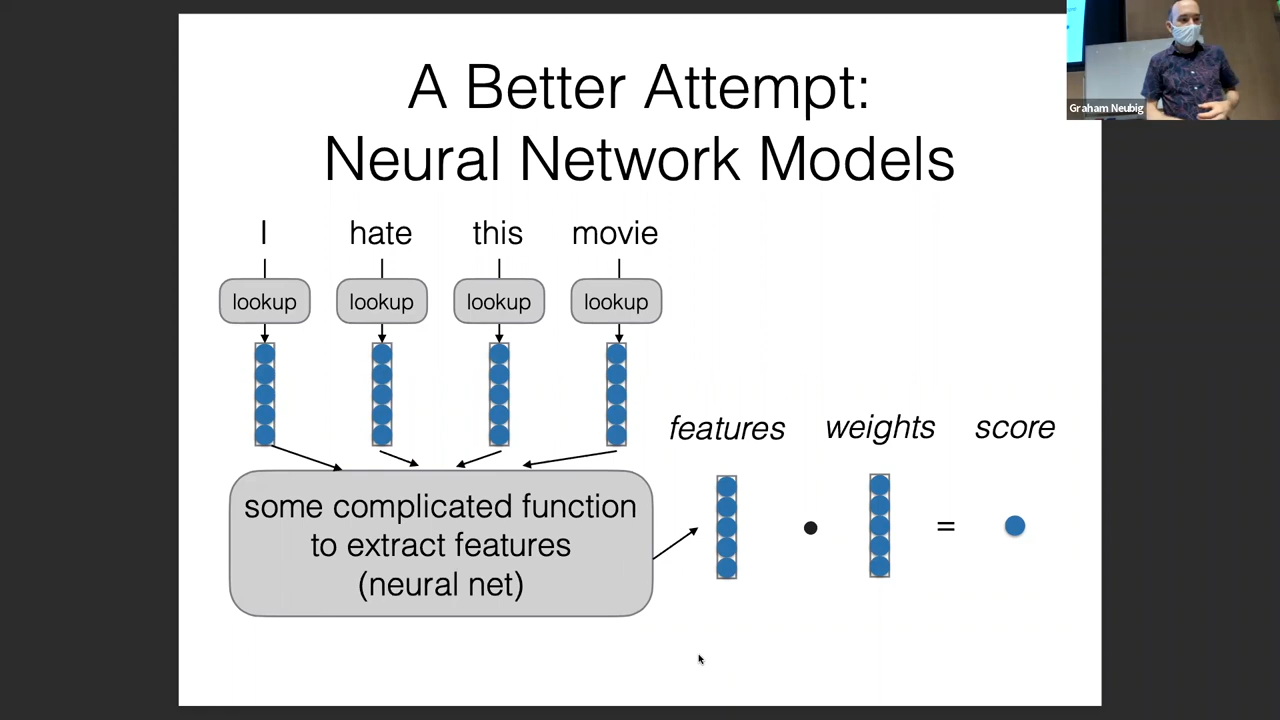 A Better Attempt:
Neural Network Models
Graham Neubig
I hate this movie
lookup lookup lookup lookup
features weights score
some complicated function
to extract features
(neural net)
=